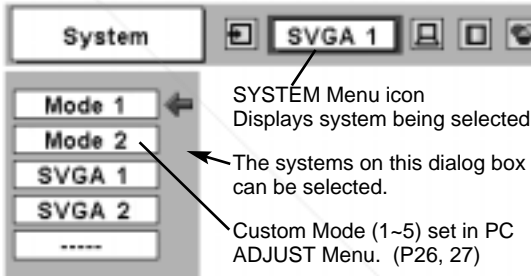 System
SVGA 1
SYSTEM Menu icon
Displays system being selected
Mode 1
Mode 2
SVGA 1
SVGA 2
-----
The systems on this dialog box
can be selected.
Custom Mode (1~5) set in PC
ADJUST Menu.  (P26, 27)